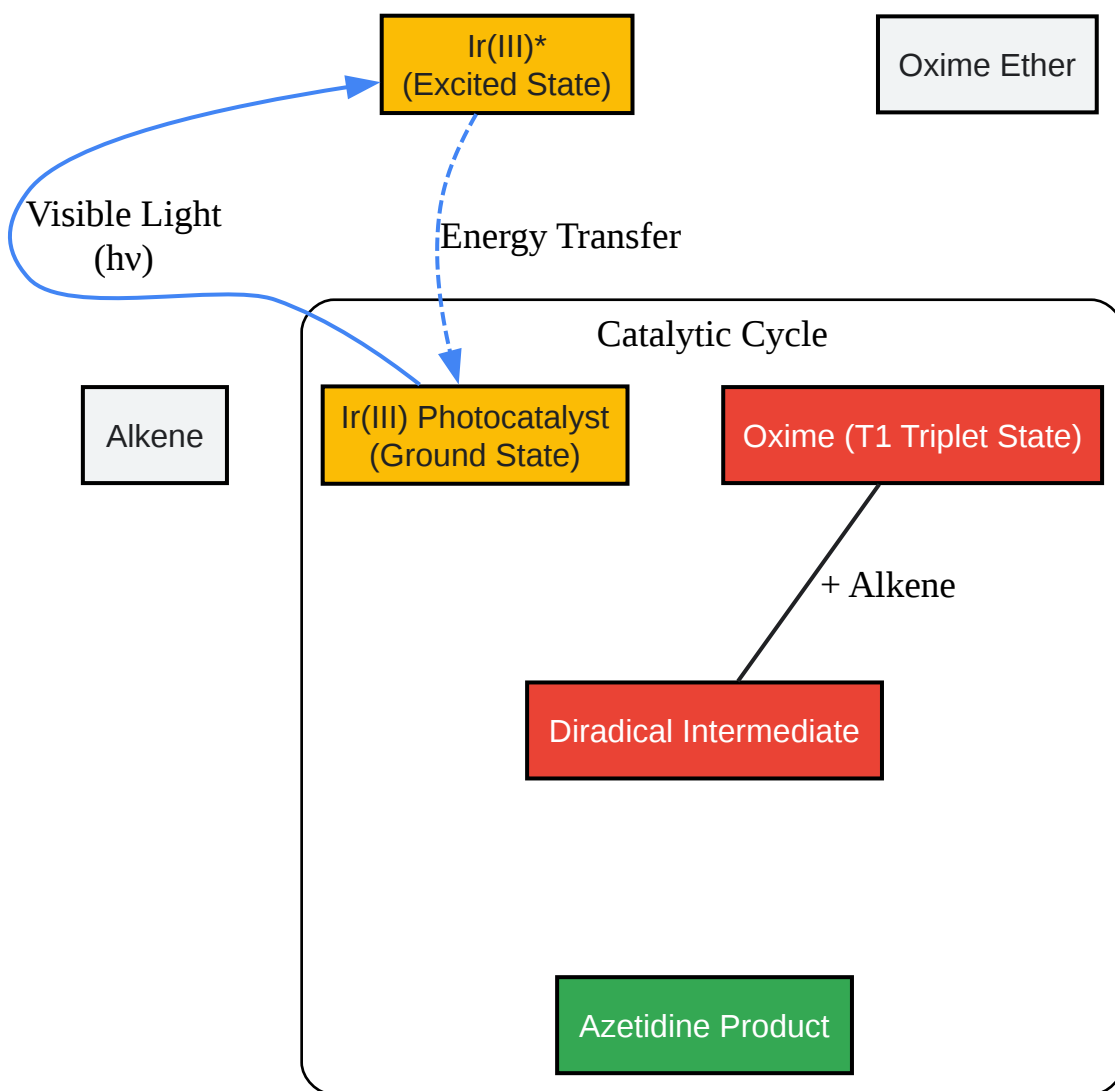 Ir(III)*
(Excited State)
Oxime Ether
Visible Light
(hν)
Energy Transfer
Catalytic Cycle
Alkene
Ir(III) Photocatalyst
(Ground State)
Oxime (T1 Triplet State)
+ Alkene
Diradical Intermediate
Azetidine Product